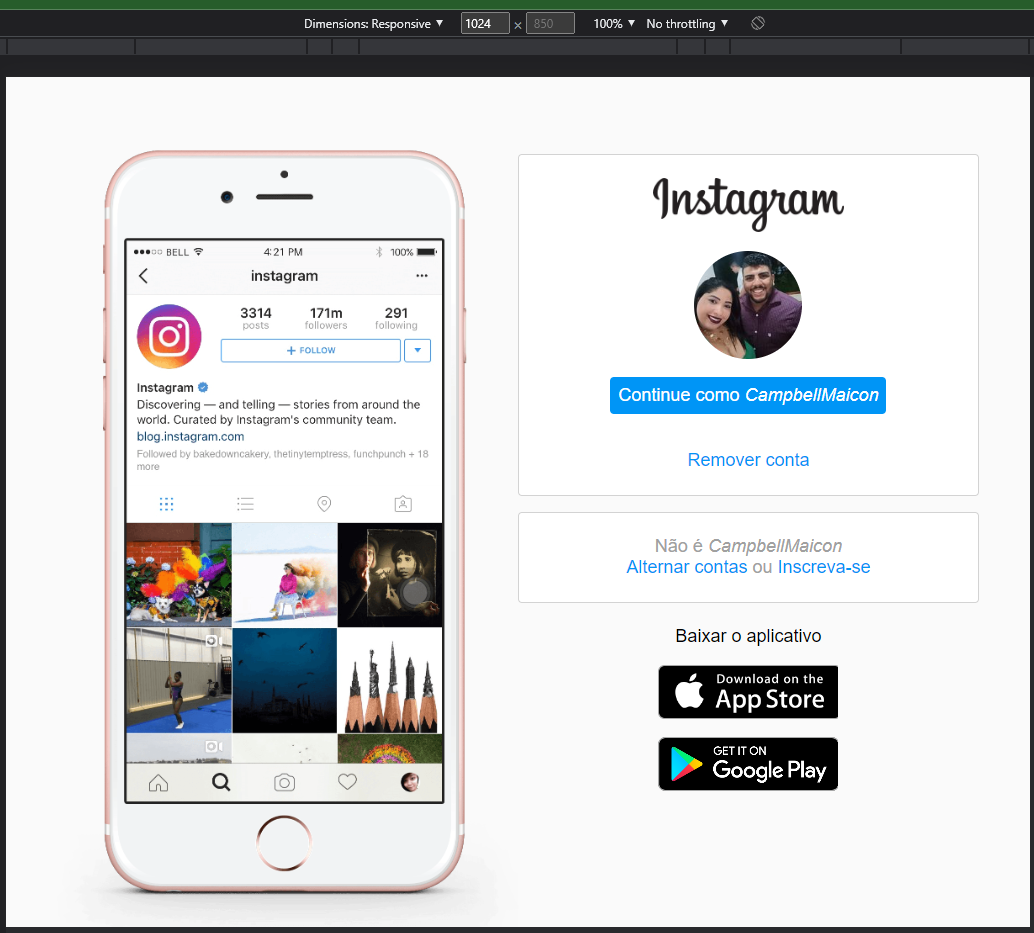 Dimensions: Responsive ▼ 1024 × 850 100% ▼ No throttling ▼
BELL 4:21 PM 100%
instagram
3314 171m 291
posts followers following
+ FOLLOW
Instagram
Discovering — and telling — stories from around the
world. Curated by Instagram's community team.
blog.instagram.com
Followed by bakedowncakery, thetinytemptress, funchpunch + 18
more
Instagram
Continue como CampbellMaicon
Remover conta
Não é CampbellMaicon
Alternar contas ou Inscreva-se
Baixar o aplicativo
Download on the
App Store
GET IT ON
Google Play